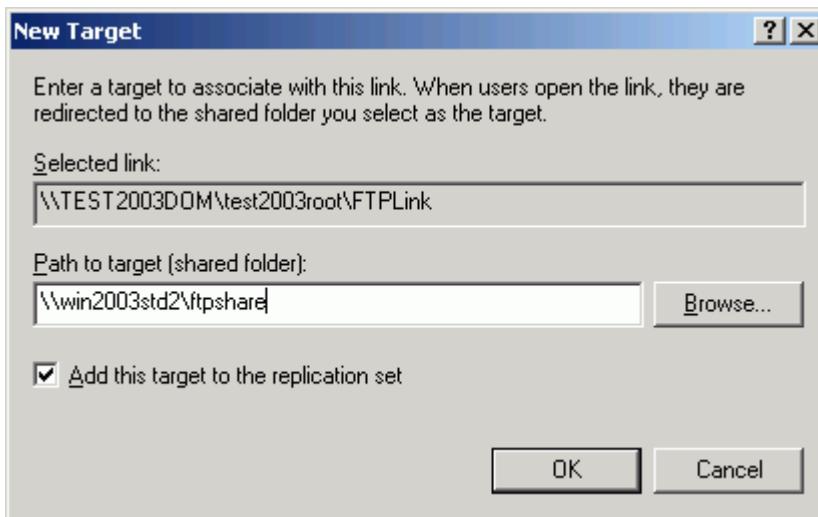 New Target
Enter a target to associate with this link. When users open the link, they are
redirected to the shared folder you select as the target.
Selected link:
\\TEST2003DOM\test2003root\FTPLink
Path to target (shared folder):
\\win2003std2\ftpshare
Browse...
Add this target to the replication set
OK
Cancel